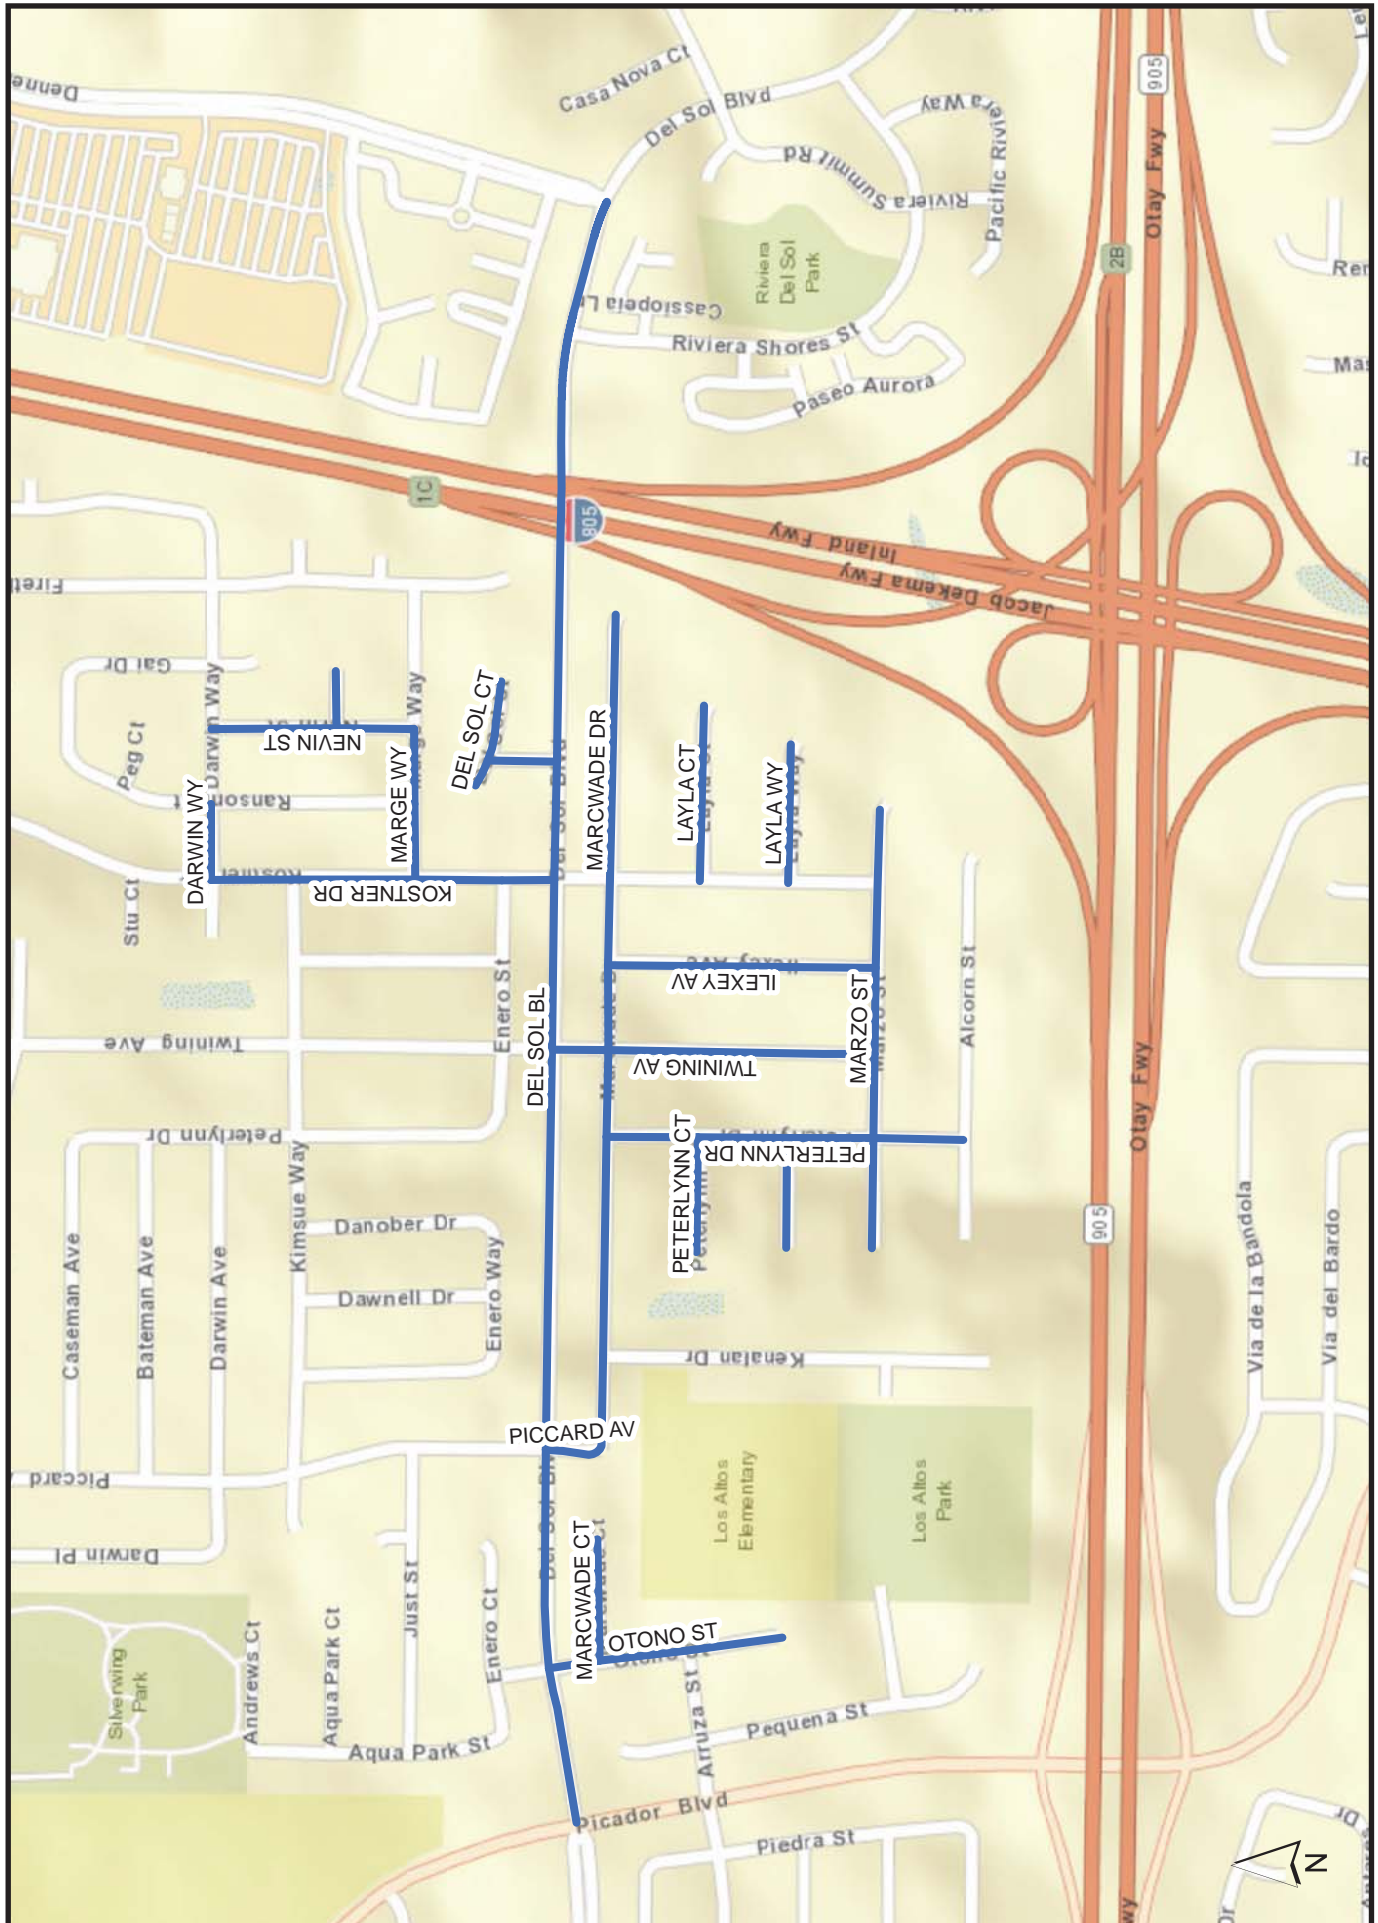 Casa Nova Ct
Del Sol Blvd
905
Otay Fwy
Riviera Summit Rd
Pacific Riviera Way
2B
Riviera
Del Sol
Park
Cassiopeia Ln
Riviera Shores St
Paseo Aurora
1C
805
Inland Fwy
Jacob Dekema Fwy
Gai Dr
Peg Ct
Darwin Way
NEVIN ST
DEL SOL CT
DARWIN WY
MARGE WY
MARCWADE DR
LAYLA CT
LAYLA WY
KOSTNER DR
Stu Ct
Twining Ave
Enero St
DEL SOL BL
ILEXEY AV
TWINING AV
MARZO ST
Alcorn St
Peterlynn Dr
PETERLYNN CT
PETERLYNN DR
Otay Fwy
905
Kimsue Way
Caseman Ave
Bateman Ave
Darwin Ave
Danober Dr
Dawnell Dr
Enero Way
Kenalan Dr
Via de la Bandola
Via del Bardo
PICCARD AV
Piccard
Darwin Pl
Los Altos
Elementary
Los Altos
Park
MARCWADE CT
OTONO ST
Just St
Enero Ct
Silverwing
Park
Andrews Ct
Aqua Park Ct
Aqua Park St
Arruza St
Pequena St
Picador Blvd
Piedra St
N